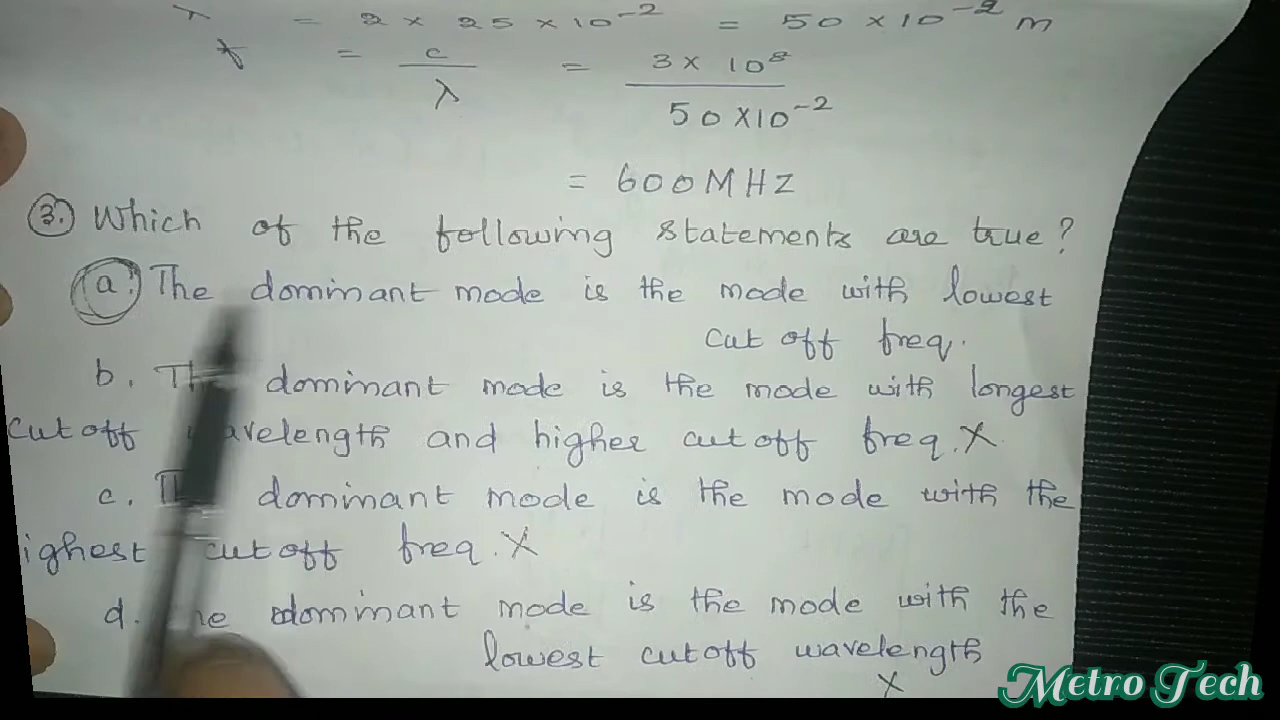 λ = 2 × 25 × 10⁻² = 50 × 10⁻² m
f = c / λ = 3 × 10⁸ / 50 × 10⁻²
= 600 MHZ
3. Which of the following statements are true?
a. The dominant mode is the mode with lowest
cut off freq.
b. The dominant mode is the mode with longest
cutoff wavelength and higher cutoff freq. X
c. The dominant mode is the mode with the
ighest cutoff freq. X
d. The dominant mode is the mode with the
lowest cutoff wavelength
X
Metro Tech